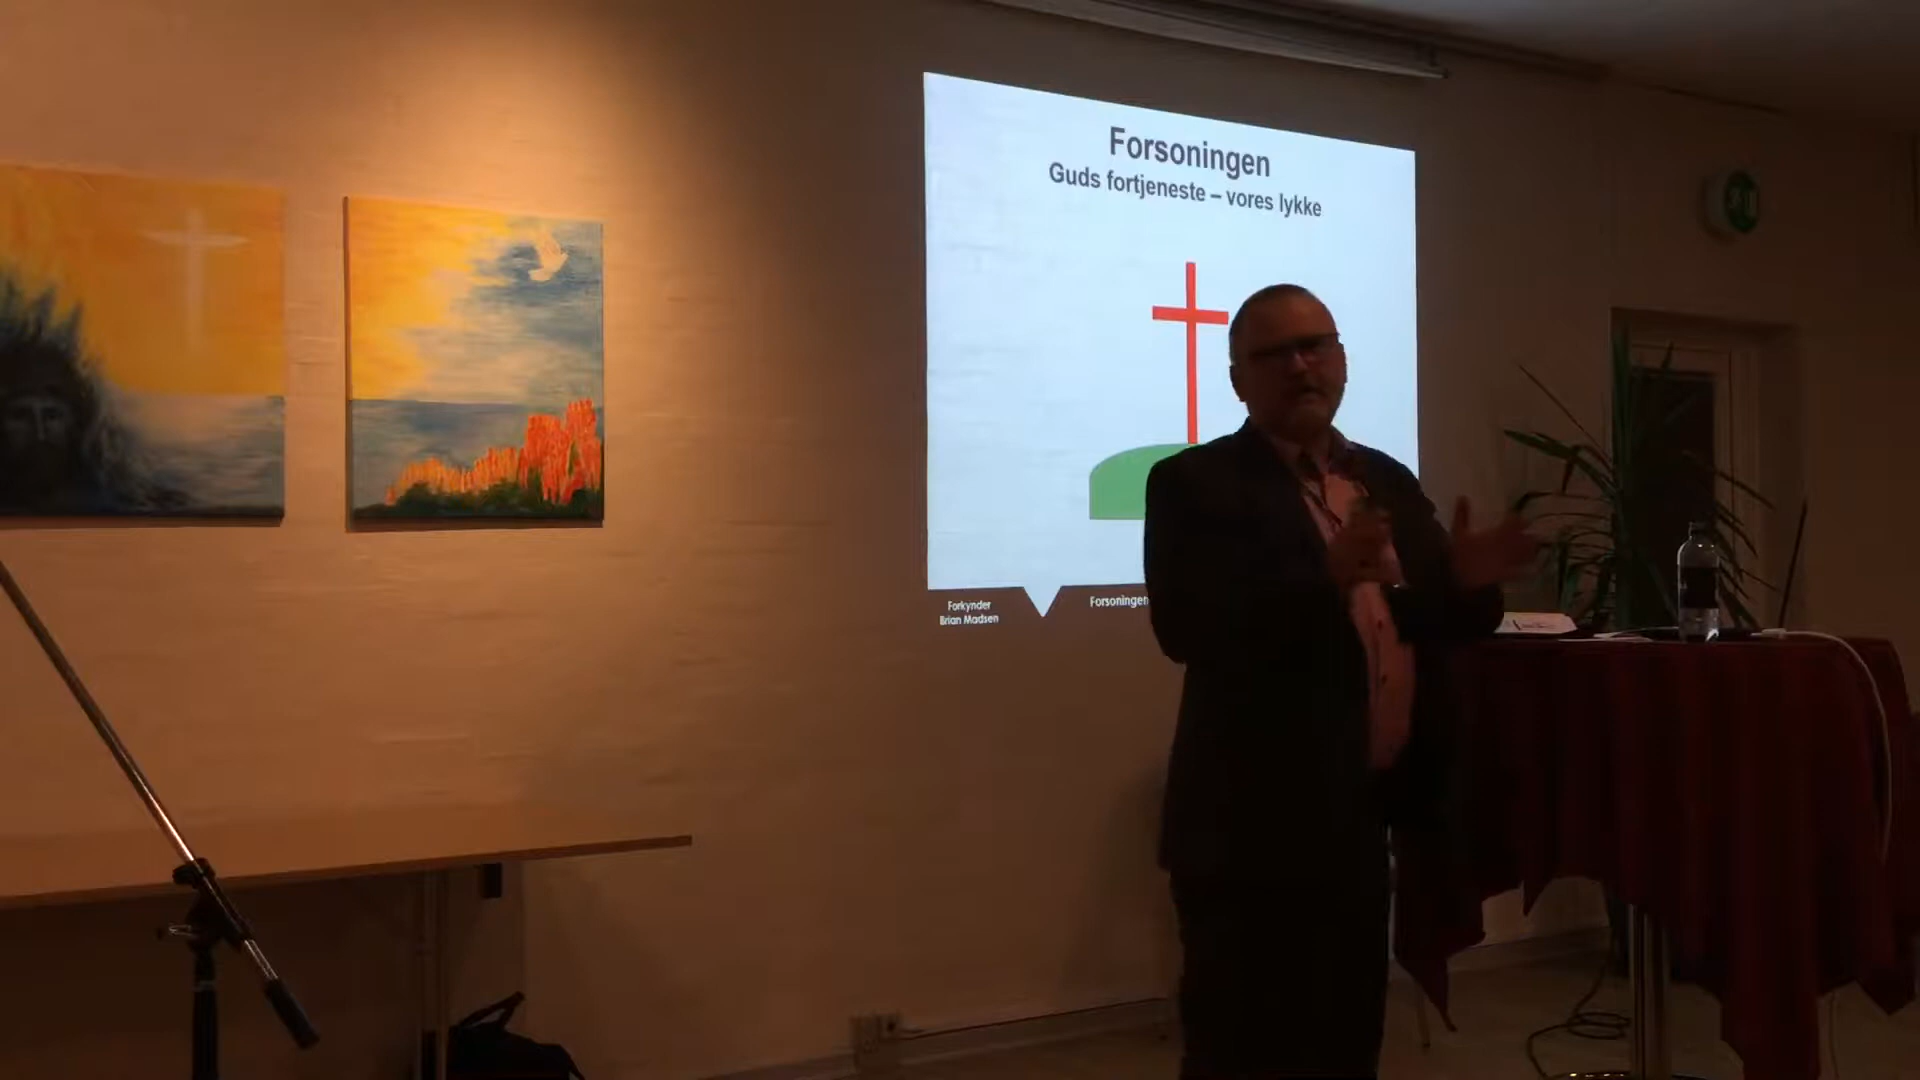 Forsoningen
Guds fortjeneste – vores lykke
Forkynder
Brian Madsen
Forsoningen